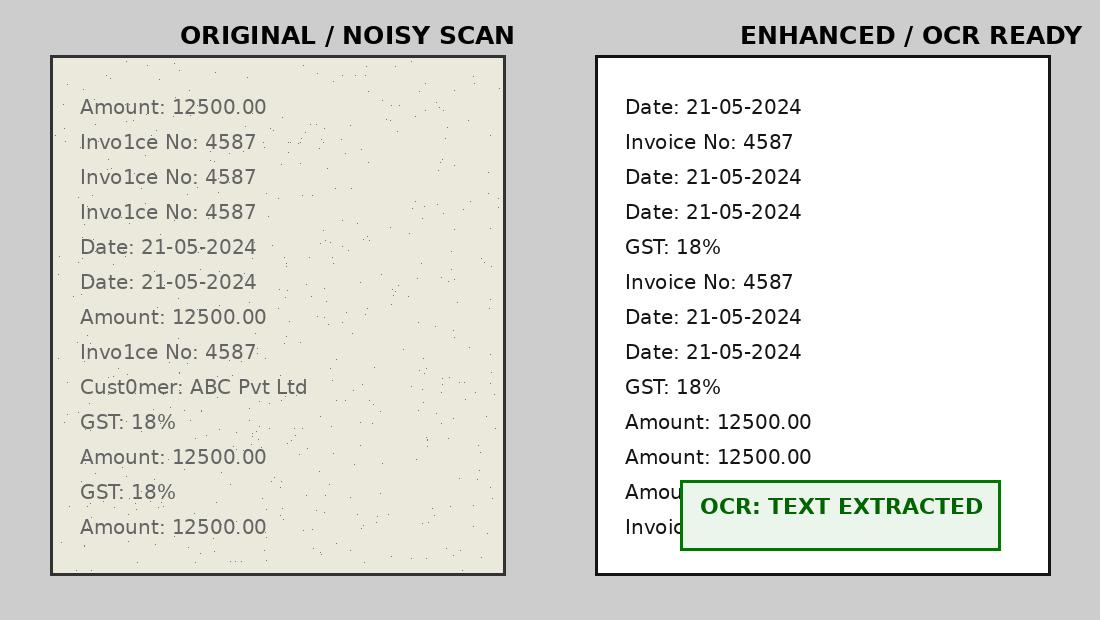 ORIGINAL / NOISY SCAN
Amount: 12500.00
Invo1ce No: 4587
Invo1ce No: 4587
Invo1ce No: 4587
Date: 21-05-2024
Date: 21-05-2024
Amount: 12500.00
Invo1ce No: 4587
Cust0mer: ABC Pvt Ltd
GST: 18%
Amount: 12500.00
GST: 18%
Amount: 12500.00
ENHANCED / OCR READY
Date: 21-05-2024
Invoice No: 4587
Date: 21-05-2024
Date: 21-05-2024
GST: 18%
Invoice No: 4587
Date: 21-05-2024
Date: 21-05-2024
GST: 18%
Amount: 12500.00
Amount: 12500.00
OCR: TEXT EXTRACTED